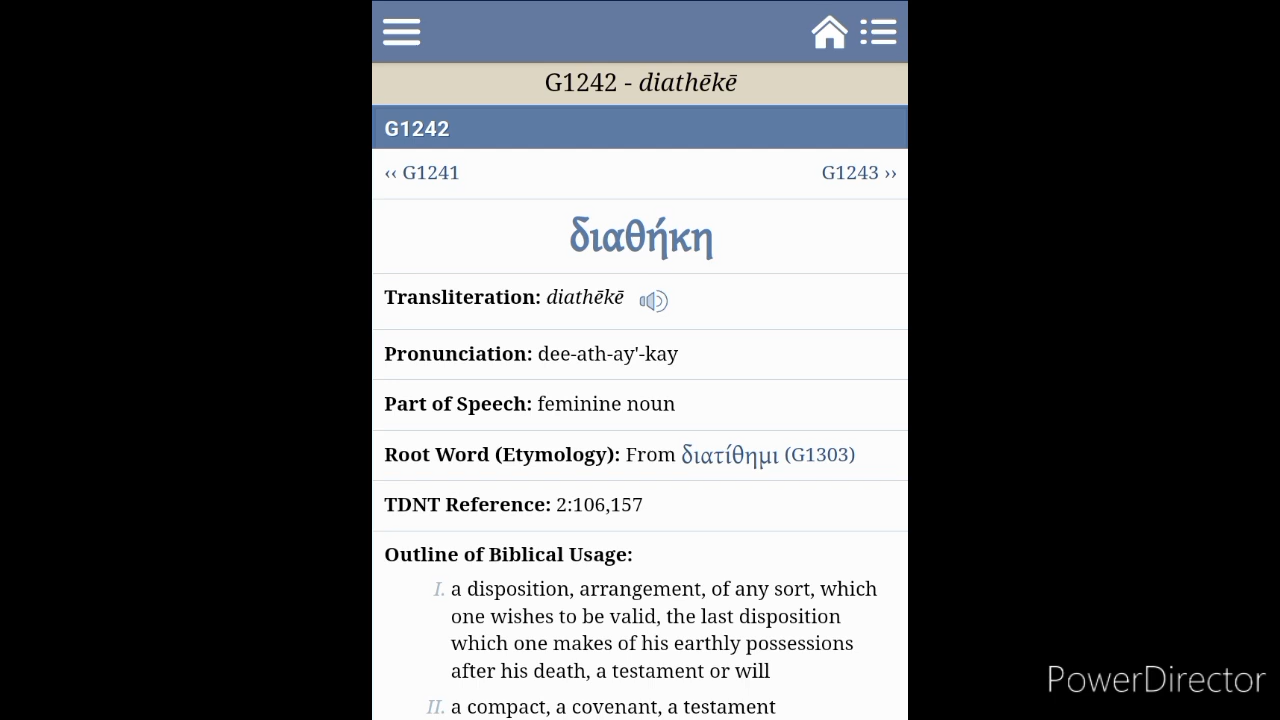 G1242 - diathēkē
G1242
‹‹ G1241
G1243 ››
διαθήκη
Transliteration: diathēkē
Pronunciation: dee-ath-ay'-kay
Part of Speech: feminine noun
Root Word (Etymology): From διατίθημι (G1303)
TDNT Reference: 2:106,157
Outline of Biblical Usage:
I. a disposition, arrangement, of any sort, which
one wishes to be valid, the last disposition
which one makes of his earthly possessions
after his death, a testament or will
II. a compact, a covenant, a testament
PowerDirector